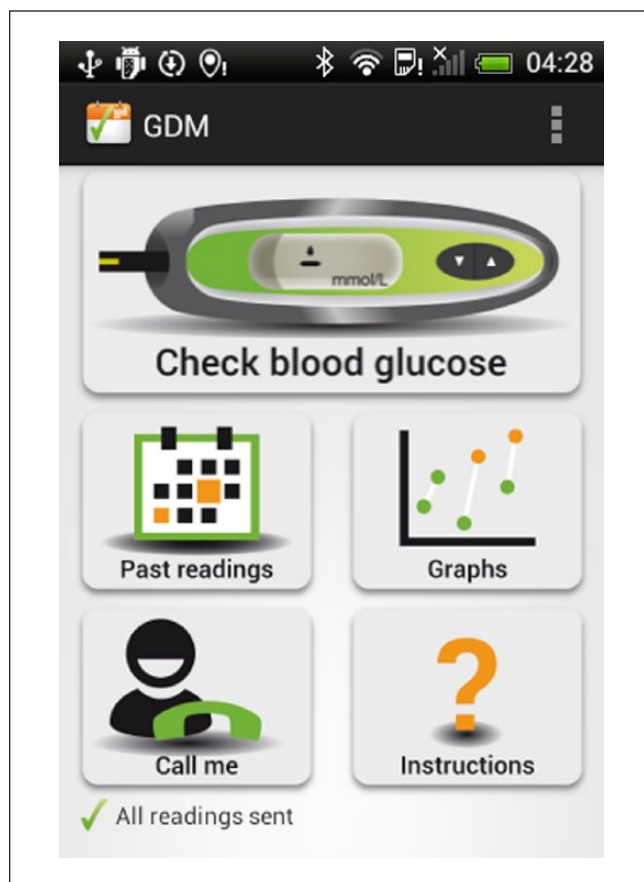 04:28
GDM
mmol/L
Check blood glucose
Past readings
Graphs
Call me
Instructions
All readings sent